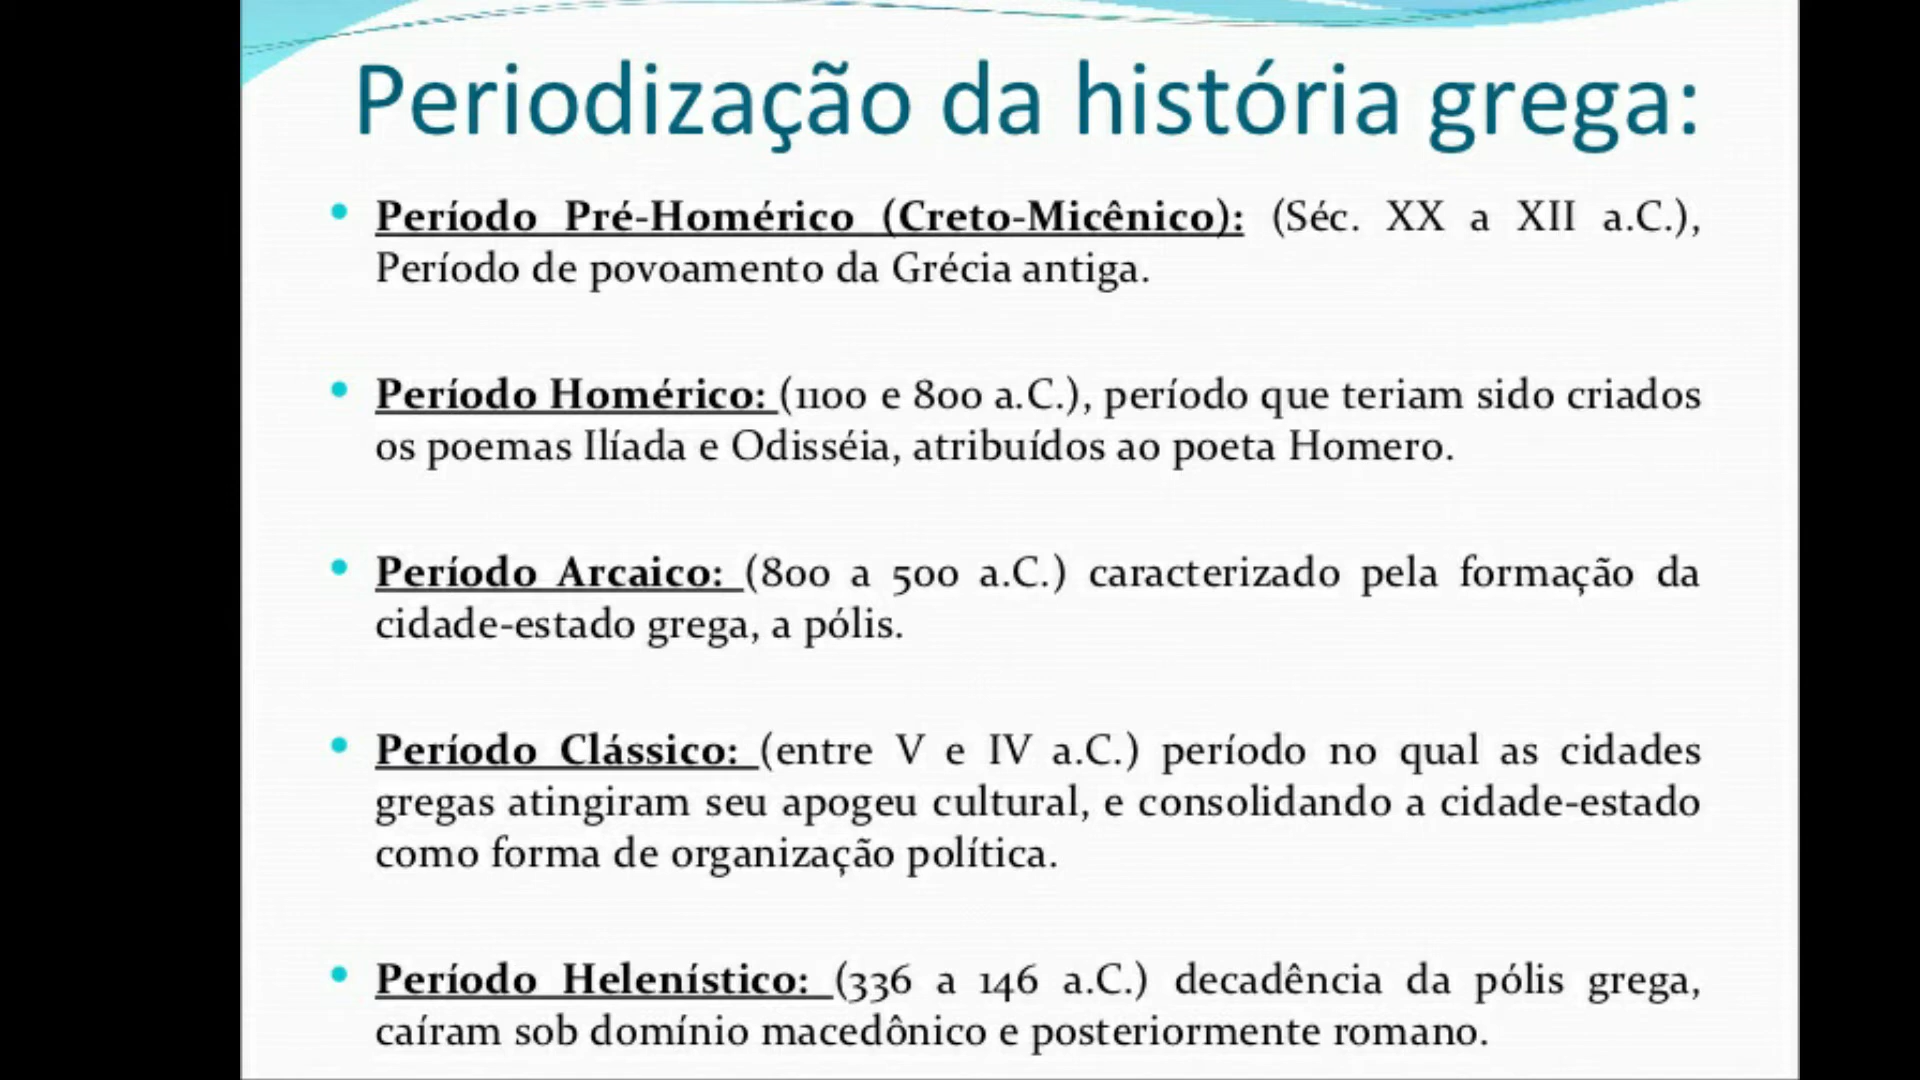 Periodização da história grega:
• Período Pré-Homérico (Creto-Micênico): (Séc. XX a XII a.C.),
Período de povoamento da Grécia antiga.
• Período Homérico: (1100 e 800 a.C.), período que teriam sido criados
os poemas Ilíada e Odisséia, atribuídos ao poeta Homero.
• Período Arcaico: (800 a 500 a.C.) caracterizado pela formação da
cidade-estado grega, a pólis.
• Período Clássico: (entre V e IV a.C.) período no qual as cidades
gregas atingiram seu apogeu cultural, e consolidando a cidade-estado
como forma de organização política.
• Período Helenístico: (336 a 146 a.C.) decadência da pólis grega,
caíram sob domínio macedônico e posteriormente romano.